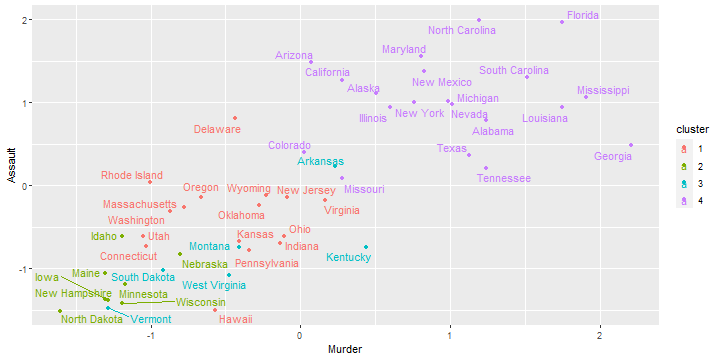 Florida
North Carolina
Maryland
Arizona
California
South Carolina
New Mexico
Alaska
Mississippi
Michigan
Illinois
New York
Nevada
Louisiana
Alabama
Delaware
Colorado
Texas
Georgia
Arkansas
Tennessee
Missouri
Rhode Island
Oregon
Wyoming
New Jersey
Massachusetts
Virginia
Oklahoma
Washington
Idaho
Utah
Kansas
Ohio
Montana
Indiana
Connecticut
Kentucky
Nebraska
Pennsylvania
Maine
South Dakota
Iowa
West Virginia
New Hampshire
Minnesota
Wisconsin
North Dakota
Vermont
Hawaii
2
1
0
-1
Assault
-1
0
1
2
Murder
cluster
a 1
a 2
a 3
a 4